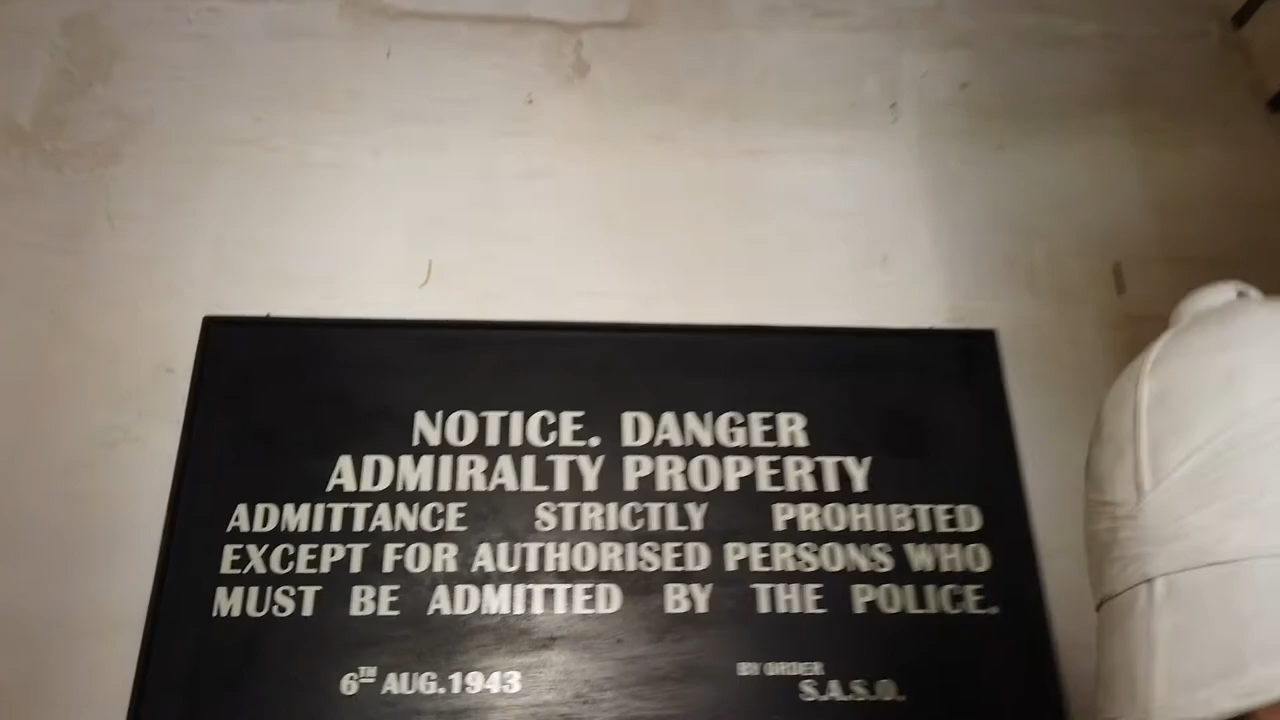 NOTICE. DANGER
ADMIRALTY PROPERTY
ADMITTANCE STRICTLY PROHIBTED
EXCEPT FOR AUTHORISED PERSONS WHO
MUST BE ADMITTED BY THE POLICE.
6TH AUG.1943
BY ORDER
S.A.S.O.